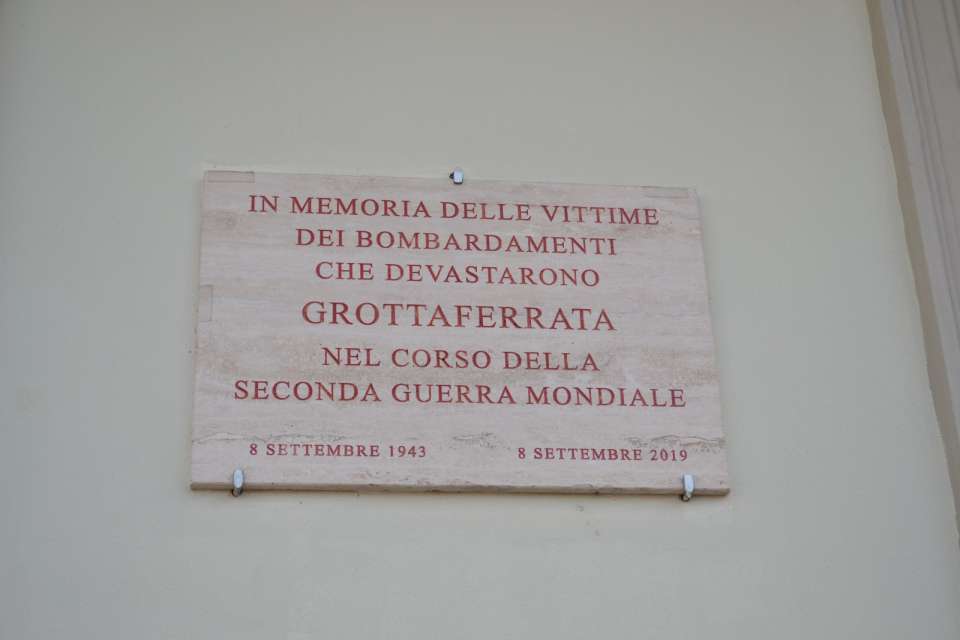 IN MEMORIA DELLE VITTIME
DEI BOMBARDAMENTI
CHE DEVASTARONO
GROTTAFERRATA
NEL CORSO DELLA
SECONDA GUERRA MONDIALE
8 SETTEMBRE 1943 8 SETTEMBRE 2019